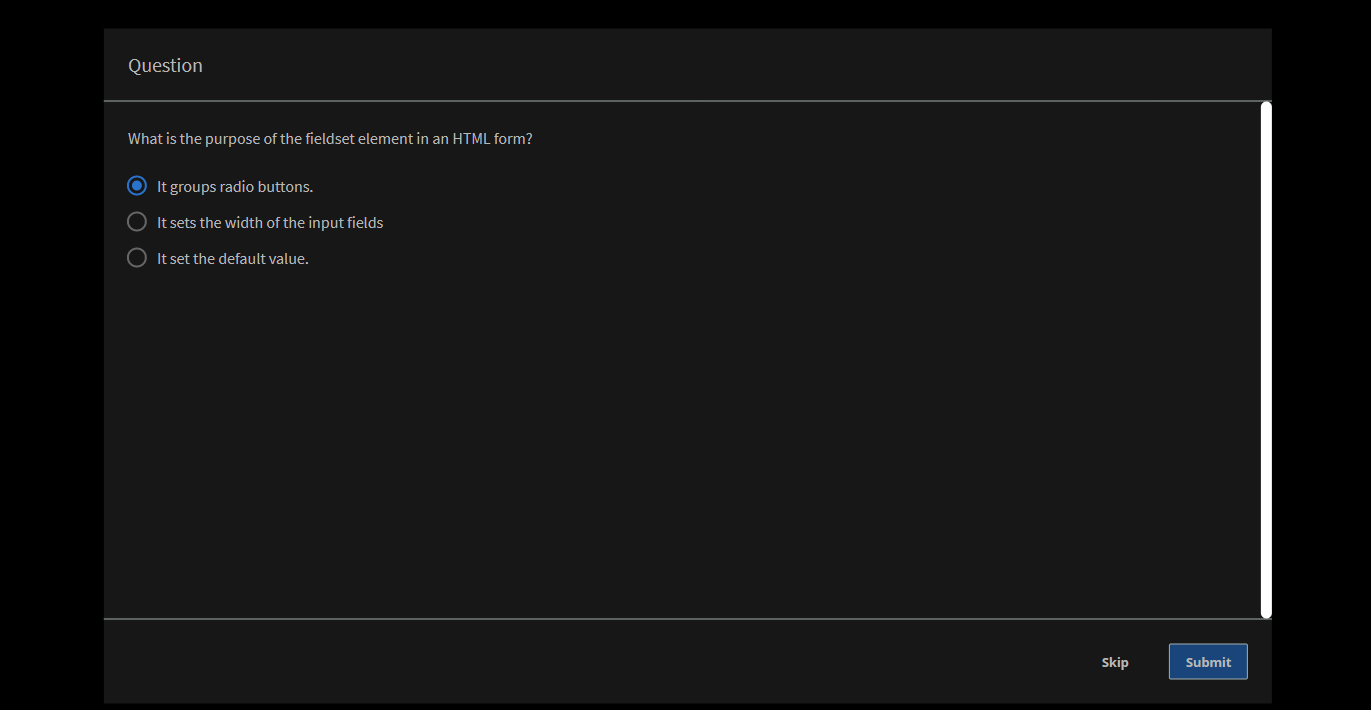 Question
What is the purpose of the fieldset element in an HTML form?
It groups radio buttons.
It sets the width of the input fields
It set the default value.
Skip
Submit